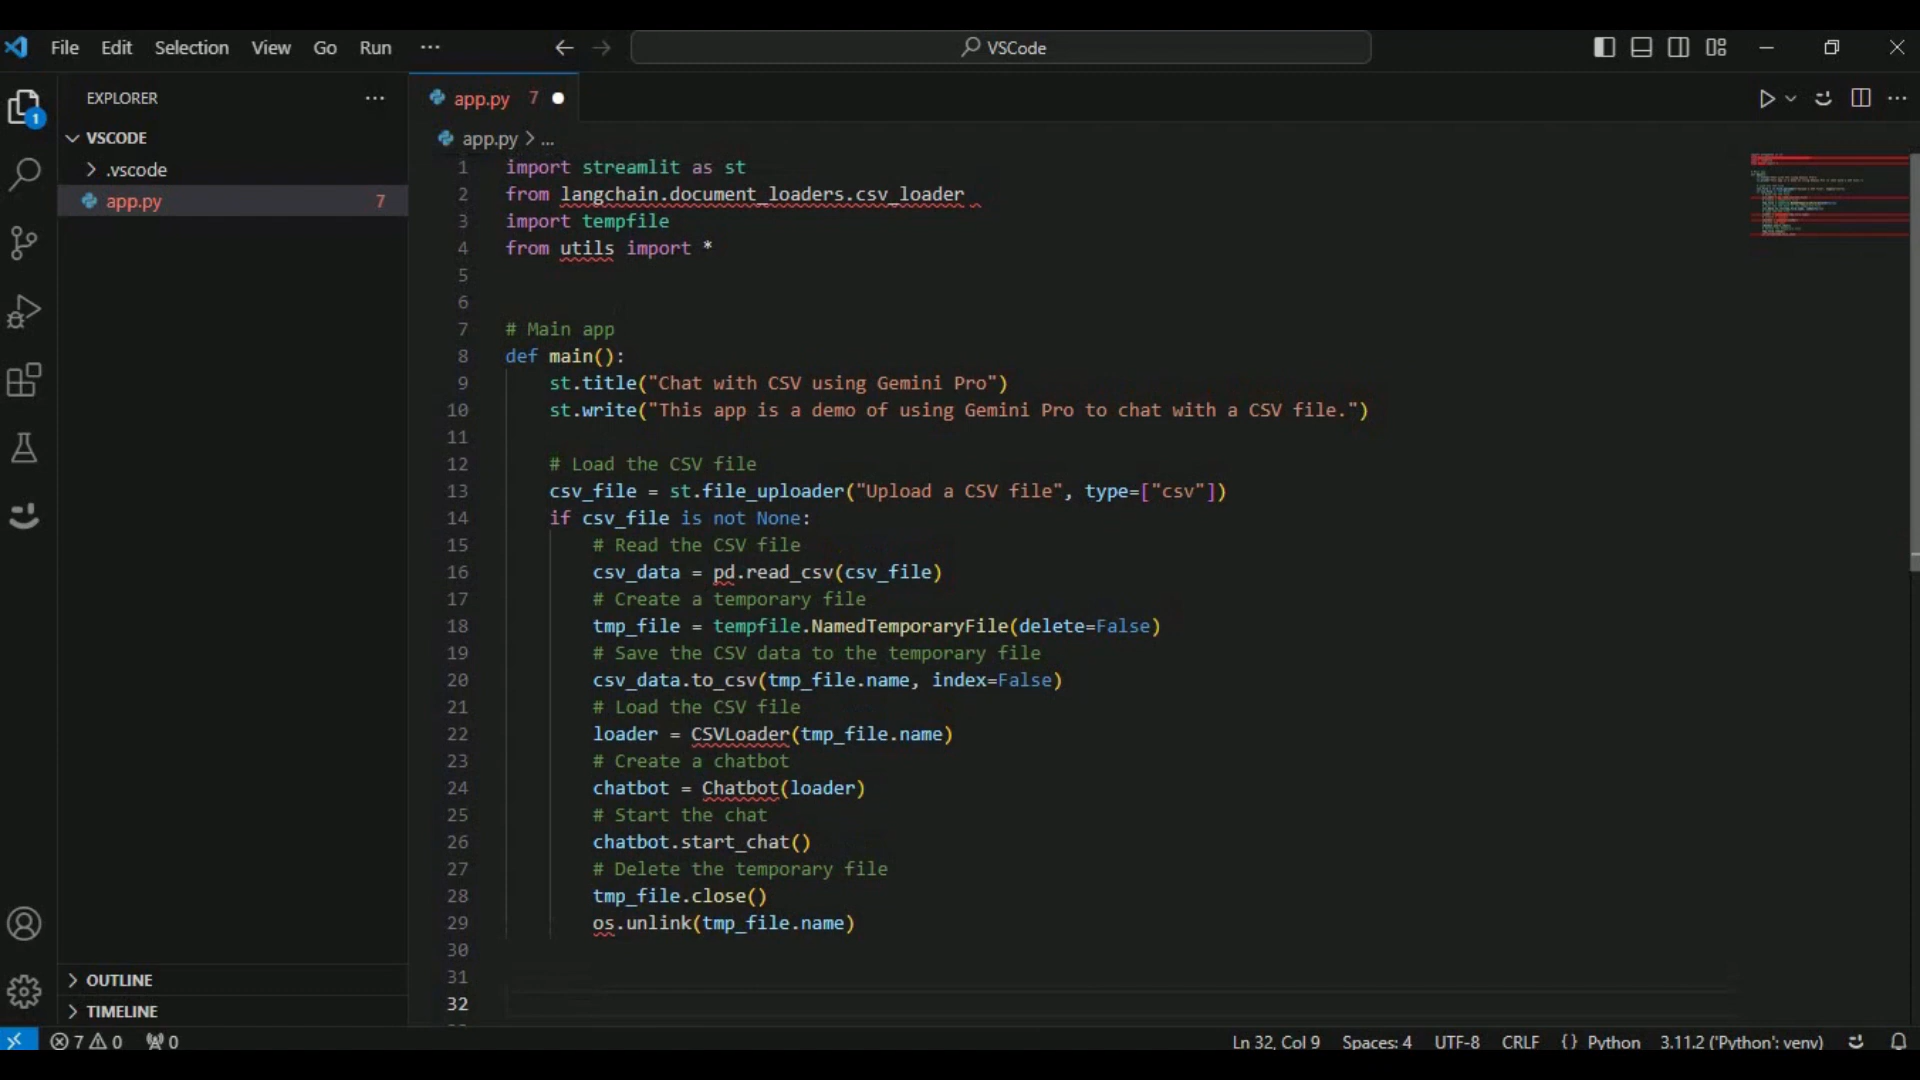 File Edit Selection View Go Run ··· VSCode
EXPLORER ···
VSCODE
.vscode
app.py 7
OUTLINE
TIMELINE
app.py 7
app.py > ...
1 import streamlit as st
2 from langchain.document_loaders.csv_loader
3 import tempfile
4 from utils import *
5
6
7 # Main app
8 def main():
9 st.title("Chat with CSV using Gemini Pro")
10 st.write("This app is a demo of using Gemini Pro to chat with a CSV file.")
11
12 # Load the CSV file
13 csv_file = st.file_uploader("Upload a CSV file", type=["csv"])
14 if csv_file is not None:
15 # Read the CSV file
16 csv_data = pd.read_csv(csv_file)
17 # Create a temporary file
18 tmp_file = tempfile.NamedTemporaryFile(delete=False)
19 # Save the CSV data to the temporary file
20 csv_data.to_csv(tmp_file.name, index=False)
21 # Load the CSV file
22 loader = CSVLoader(tmp_file.name)
23 # Create a chatbot
24 chatbot = Chatbot(loader)
25 # Start the chat
26 chatbot.start_chat()
27 # Delete the temporary file
28 tmp_file.close()
29 os.unlink(tmp_file.name)
30
31
32
1
7 0 0 Ln 32, Col 9 Spaces: 4 UTF-8 CRLF {} Python 3.11.2 ('Python': venv)